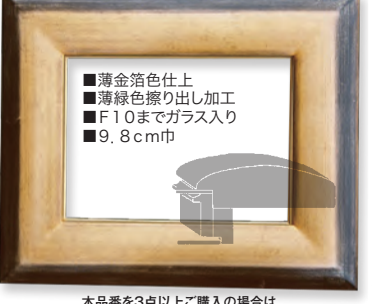 ■薄金箔色仕上
■薄緑色擦り出し加工
■F10までガラス入り
■9.8cm巾
本品番を3点以上ご購入の場合は